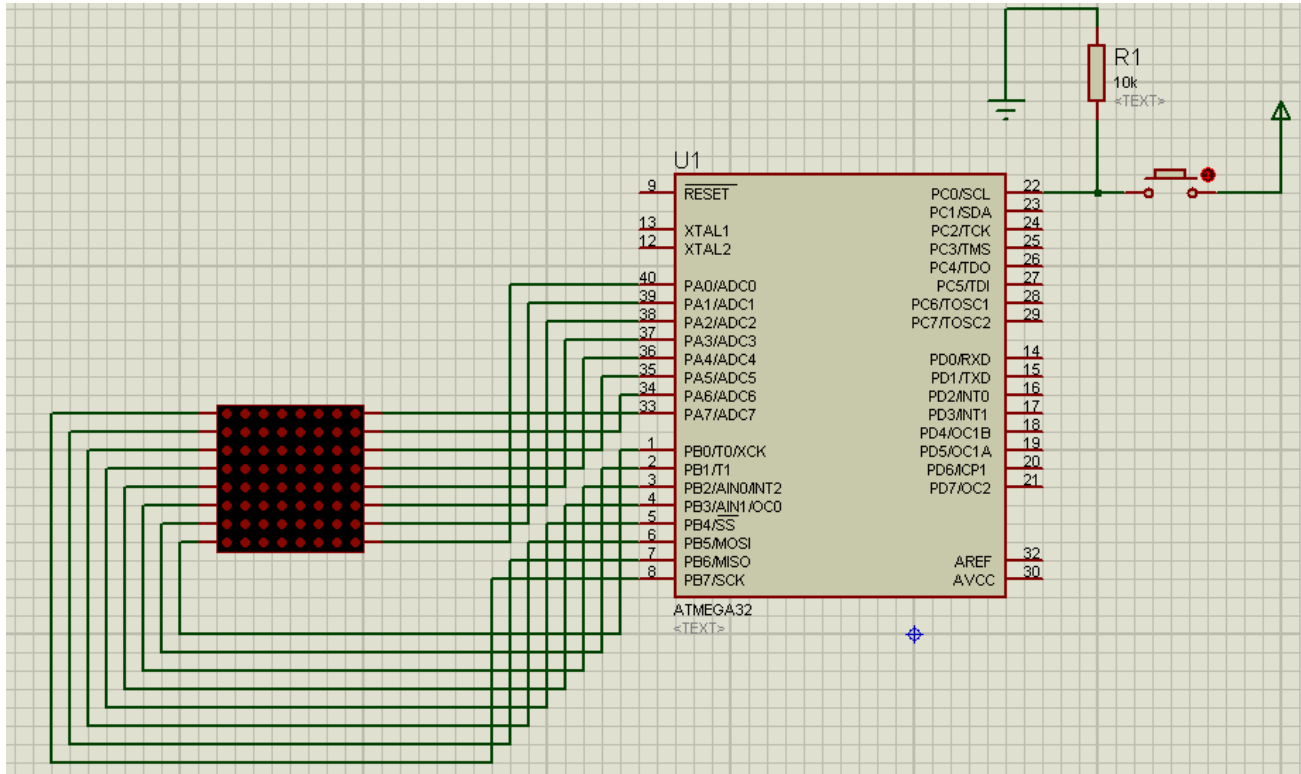 R1
10k
<TEXT>
U1
9 RESET
13 XTAL1
12 XTAL2
40 PA0/ADC0
39 PA1/ADC1
38 PA2/ADC2
37 PA3/ADC3
36 PA4/ADC4
35 PA5/ADC5
34 PA6/ADC6
33 PA7/ADC7
1 PB0/T0/XCK
2 PB1/T1
3 PB2/AIN0/INT2
4 PB3/AIN1/OC0
5 PB4/SS
6 PB5/MOSI
7 PB6/MISO
8 PB7/SCK
PC0/SCL 22
PC1/SDA 23
PC2/TCK 24
PC3/TMS 25
PC4/TDO 26
PC5/TDI 27
PC6/TOSC1 28
PC7/TOSC2 29
PD0/RXD 14
PD1/TXD 15
PD2/INT0 16
PD3/INT1 17
PD4/OC1B 18
PD5/OC1A 19
PD6/ICP1 20
PD7/OC2 21
AREF 32
AVCC 30
ATMEGA32
<TEXT>